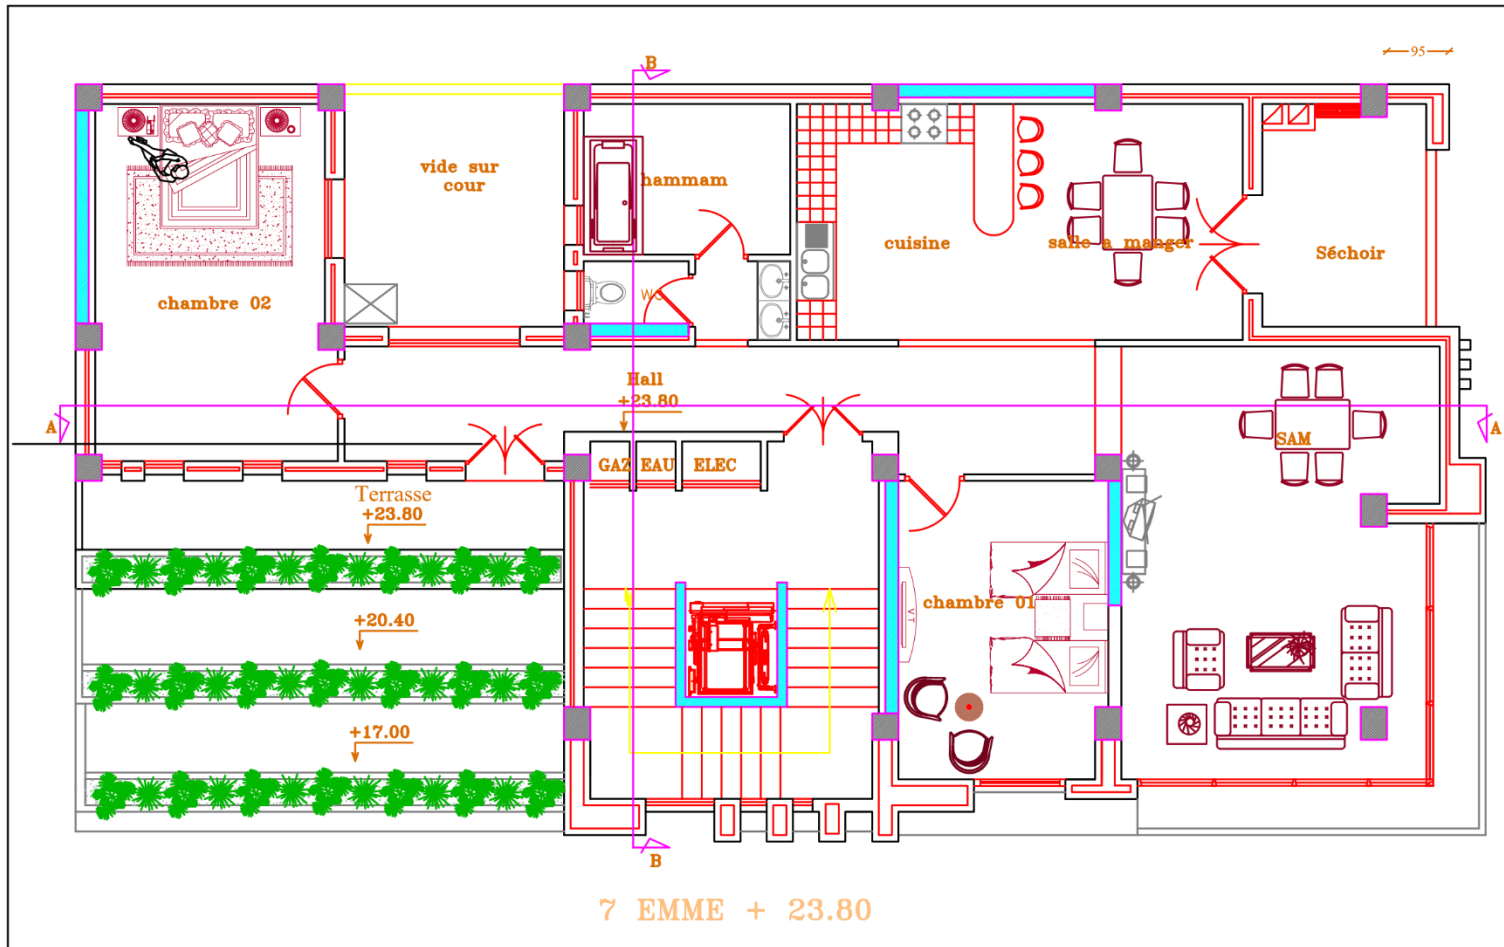 B
95
vide sur
cour
hammam
cuisine
salle a manger
Séchoir
WC
chambre 02
Hall
+23.80
A
A
SAM
GAZ
EAU
ELEC
Terrasse
+23.80
chambre 01
TV
+20.40
+17.00
B
7 EMME + 23.80